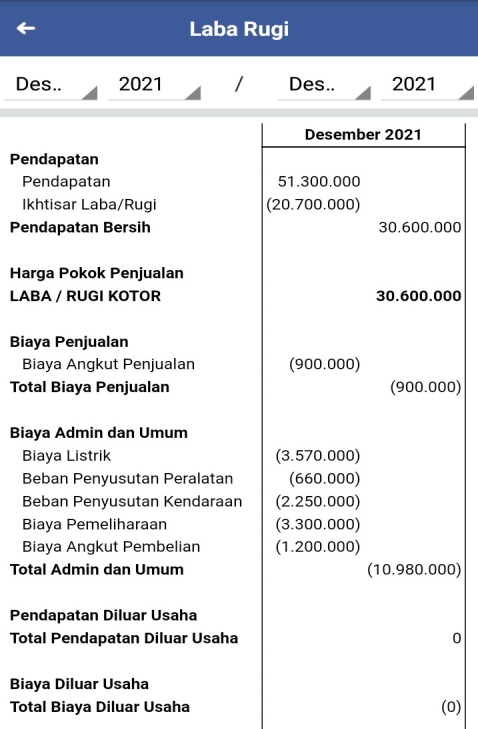 Laba Rugi
Des.. 2021 / Des.. 2021
Desember 2021
Pendapatan
Pendapatan 51.300.000
Ikhtisar Laba/Rugi (20.700.000)
Pendapatan Bersih 30.600.000
Harga Pokok Penjualan
LABA / RUGI KOTOR 30.600.000
Biaya Penjualan
Biaya Angkut Penjualan (900.000)
Total Biaya Penjualan (900.000)
Biaya Admin dan Umum
Biaya Listrik (3.570.000)
Beban Penyusutan Peralatan (660.000)
Beban Penyusutan Kendaraan (2.250.000)
Biaya Pemeliharaan (3.300.000)
Biaya Angkut Pembelian (1.200.000)
Total Admin dan Umum (10.980.000)
Pendapatan Diluar Usaha
Total Pendapatan Diluar Usaha 0
Biaya Diluar Usaha
Total Biaya Diluar Usaha (0)